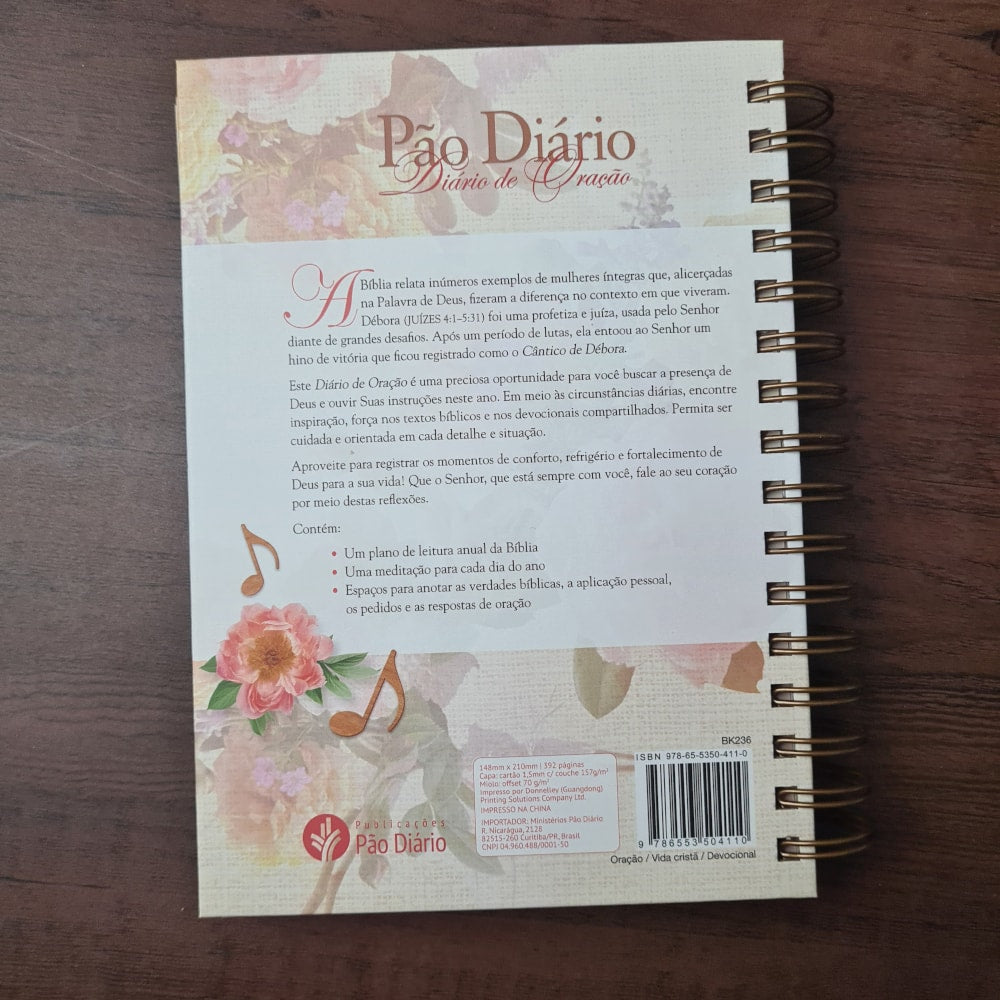 Pão Diário
Diário de Oração
A Bíblia relata inúmeros exemplos de mulheres íntegras que, alicerçadas
na Palavra de Deus, fizeram a diferença no contexto em que viveram.
Débora (JUÍZES 4:1–5:31) foi uma profetiza e juíza, usada pelo Senhor
diante de grandes desafios. Após um período de lutas, ela entoou ao Senhor um
hino de vitória que ficou registrado como o Cântico de Débora.
Este Diário de Oração é uma preciosa oportunidade para você buscar a presença de
Deus e ouvir Suas instruções neste ano. Em meio às circunstâncias diárias, encontre
inspiração, força nos textos bíblicos e nos devocionais compartilhados. Permita ser
cuidada e orientada em cada detalhe e situação.
Aproveite para registrar os momentos de conforto, refrigério e fortalecimento de
Deus para a sua vida! Que o Senhor, que está sempre com você, fale ao seu coração
por meio destas reflexões.
Contém:
• Um plano de leitura anual da Bíblia
• Uma meditação para cada dia do ano
• Espaços para anotar as verdades bíblicas, a aplicação pessoal,
os pedidos e as respostas de oração
Publicações
Pão Diário
148mm x 210mm | 392 páginas
Capa: cartão 1,5mm c/ couche 157g/m²
Miolo: offset 70 g/m²
Impresso por Donnelley (Guangdong)
Printing Solutions Company Ltd.
IMPRESSO NA CHINA
IMPORTADOR: Ministérios Pão Diário
R. Nicarágua, 2128
82515-260 Curitiba/PR, Brasil
CNPJ 04.960.488/0001-50
BK236
ISBN 978-65-5350-411-0
9 786553 504110
Oração / Vida cristã / Devocional